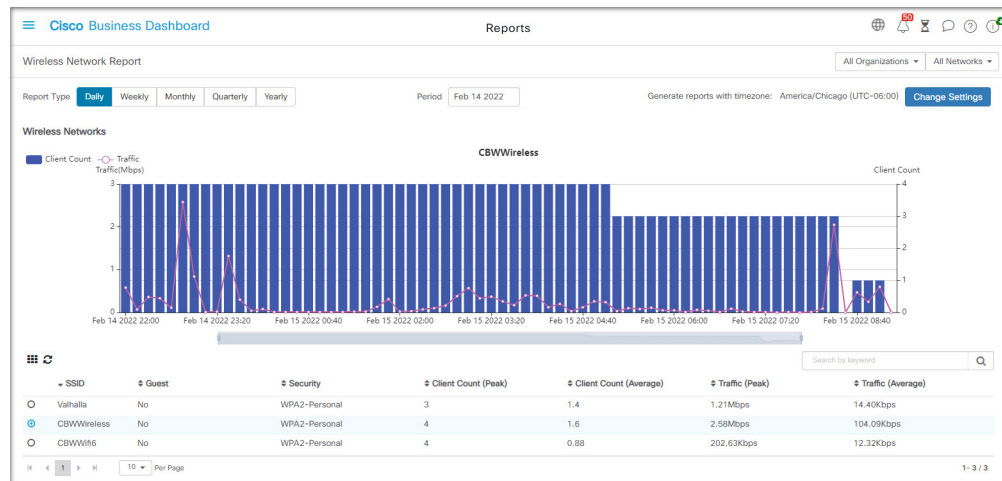 Cisco Business Dashboard
Reports
50
Wireless Network Report
All Organizations
All Networks
Report Type
Daily
Weekly
Monthly
Quarterly
Yearly
Period
Feb 14 2022
Generate reports with timezone: America/Chicago (UTC-06:00)
Change Settings
Wireless Networks
CBWWireless
Client Count
Traffic
Traffic(Mbps)
Client Count
3
2
1
0
4
3
2
1
0
Feb 14 2022 22:00
Feb 14 2022 23:20
Feb 15 2022 00:40
Feb 15 2022 02:00
Feb 15 2022 03:20
Feb 15 2022 04:40
Feb 15 2022 06:00
Feb 15 2022 07:20
Feb 15 2022 08:40
Search by keyword
SSID Guest Security Client Count (Peak) Client Count (Average) Traffic (Peak) Traffic (Average)
Valhalla No WPA2-Personal 3 1.4 1.21Mbps 14.40Kbps
CBWWireless No WPA2-Personal 4 1.6 2.58Mbps 104.09Kbps
CBWWifi6 No WPA2-Personal 4 0.88 202.63Kbps 12.32Kbps
1 10 Per Page 1- 3 / 3